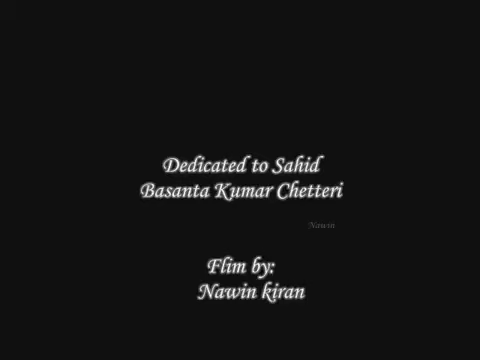 Dedicated to Sahid
Basanta Kumar Chetteri
Nawin
Flim by:
Nawin kiran